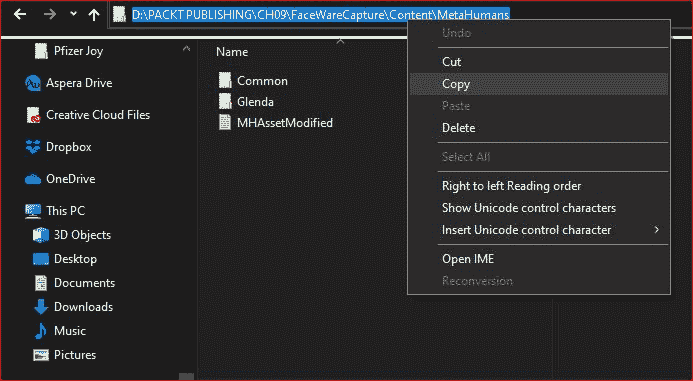 D:\PACKT PUBLISHING\CH09\FaceWareCapture\Content\MetaHumans
Pfizer Joy
Aspera Drive
Creative Cloud Files
Dropbox
OneDrive
This PC
3D Objects
Desktop
Documents
Downloads
Music
Pictures
Name
Common
Glenda
MHAssetModified
Undo
Cut
Copy
Paste
Delete
Select All
Right to left Reading order
Show Unicode control characters
Insert Unicode control character
Open IME
Reconversion